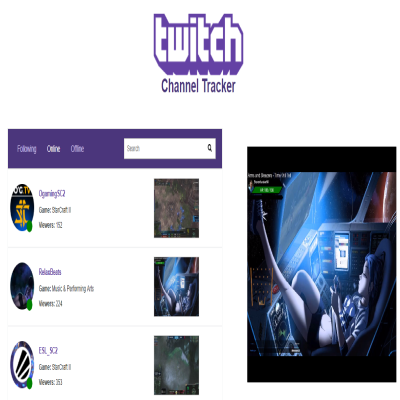 twitch
Channel Tracker
Following Online Offline Search
OgamingSC2
Game: StarCraft II
Viewers: 152
RelaxBeats
Game: Music & Performing Arts
Viewers: 224
ESL_SC2
Game: StarCraft II
Viewers: 353